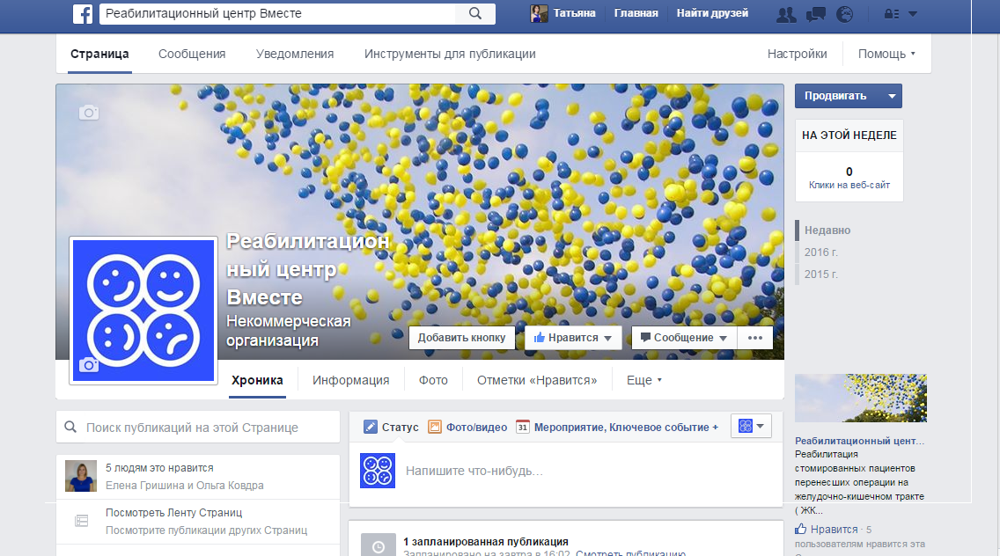 Реабилитационный центр Вместе
Татьяна
Главная
Найти друзей
Страница
Сообщения
Уведомления
Инструменты для публикации
Настройки
Помощь
Продвигать
НА ЭТОЙ НЕДЕЛЕ
0
Клики на веб-сайт
Недавно
2016 г.
2015 г.
Реабилитацион
ный центр
Вместе
Некоммерческая
организация
Добавить кнопку
Нравится
Сообщение
Хроника
Информация
Фото
Отметки «Нравится»
Еще
Поиск публикаций на этой Странице
5 людям это нравится
Елена Гришина и Ольга Ковдра
Посмотреть Ленту Страниц
Посмотрите публикации других Страниц
Статус
Фото/видео
31
Мероприятие, Ключевое событие +
Напишите что-нибудь...
1 запланированная публикация
Запланировано на завтра в 16:02. Смотреть публикацию
Реабилитационный цент...
Реабилитация
стомированных пациентов
перенесших операции на
желудочно-кишечном тракте
( ЖК...
Нравится · 5
пользователям нравится эта